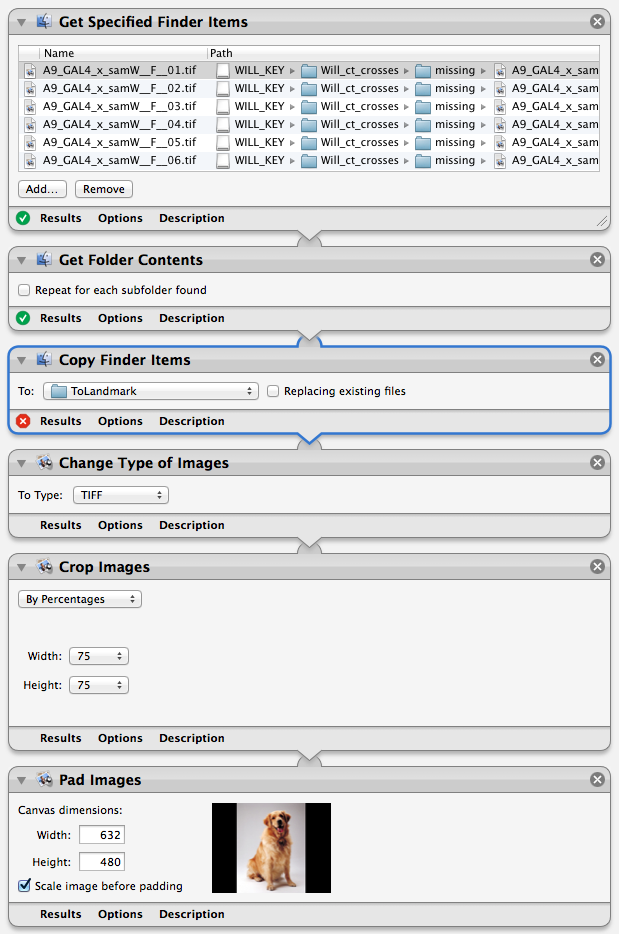 Get Specified Finder Items
Name Path
A9_GAL4_x_samW__F__01.tif WILL_KEY Will_ct_crosses missing A9_GAL4_x_sam
A9_GAL4_x_samW__F__02.tif WILL_KEY Will_ct_crosses missing A9_GAL4_x_sam
A9_GAL4_x_samW__F__03.tif WILL_KEY Will_ct_crosses missing A9_GAL4_x_sam
A9_GAL4_x_samW__F__04.tif WILL_KEY Will_ct_crosses missing A9_GAL4_x_sam
A9_GAL4_x_samW__F__05.tif WILL_KEY Will_ct_crosses missing A9_GAL4_x_sam
A9_GAL4_x_samW__F__06.tif WILL_KEY Will_ct_crosses missing A9_GAL4_x_sam
Add... Remove
Results Options Description
Get Folder Contents
Repeat for each subfolder found
Results Options Description
Copy Finder Items
To: ToLandmark Replacing existing files
Results Options Description
Change Type of Images
To Type: TIFF
Results Options Description
Crop Images
By Percentages
Width: 75
Height: 75
Results Options Description
Pad Images
Canvas dimensions:
Width: 632
Height: 480
Scale image before padding
Results Options Description